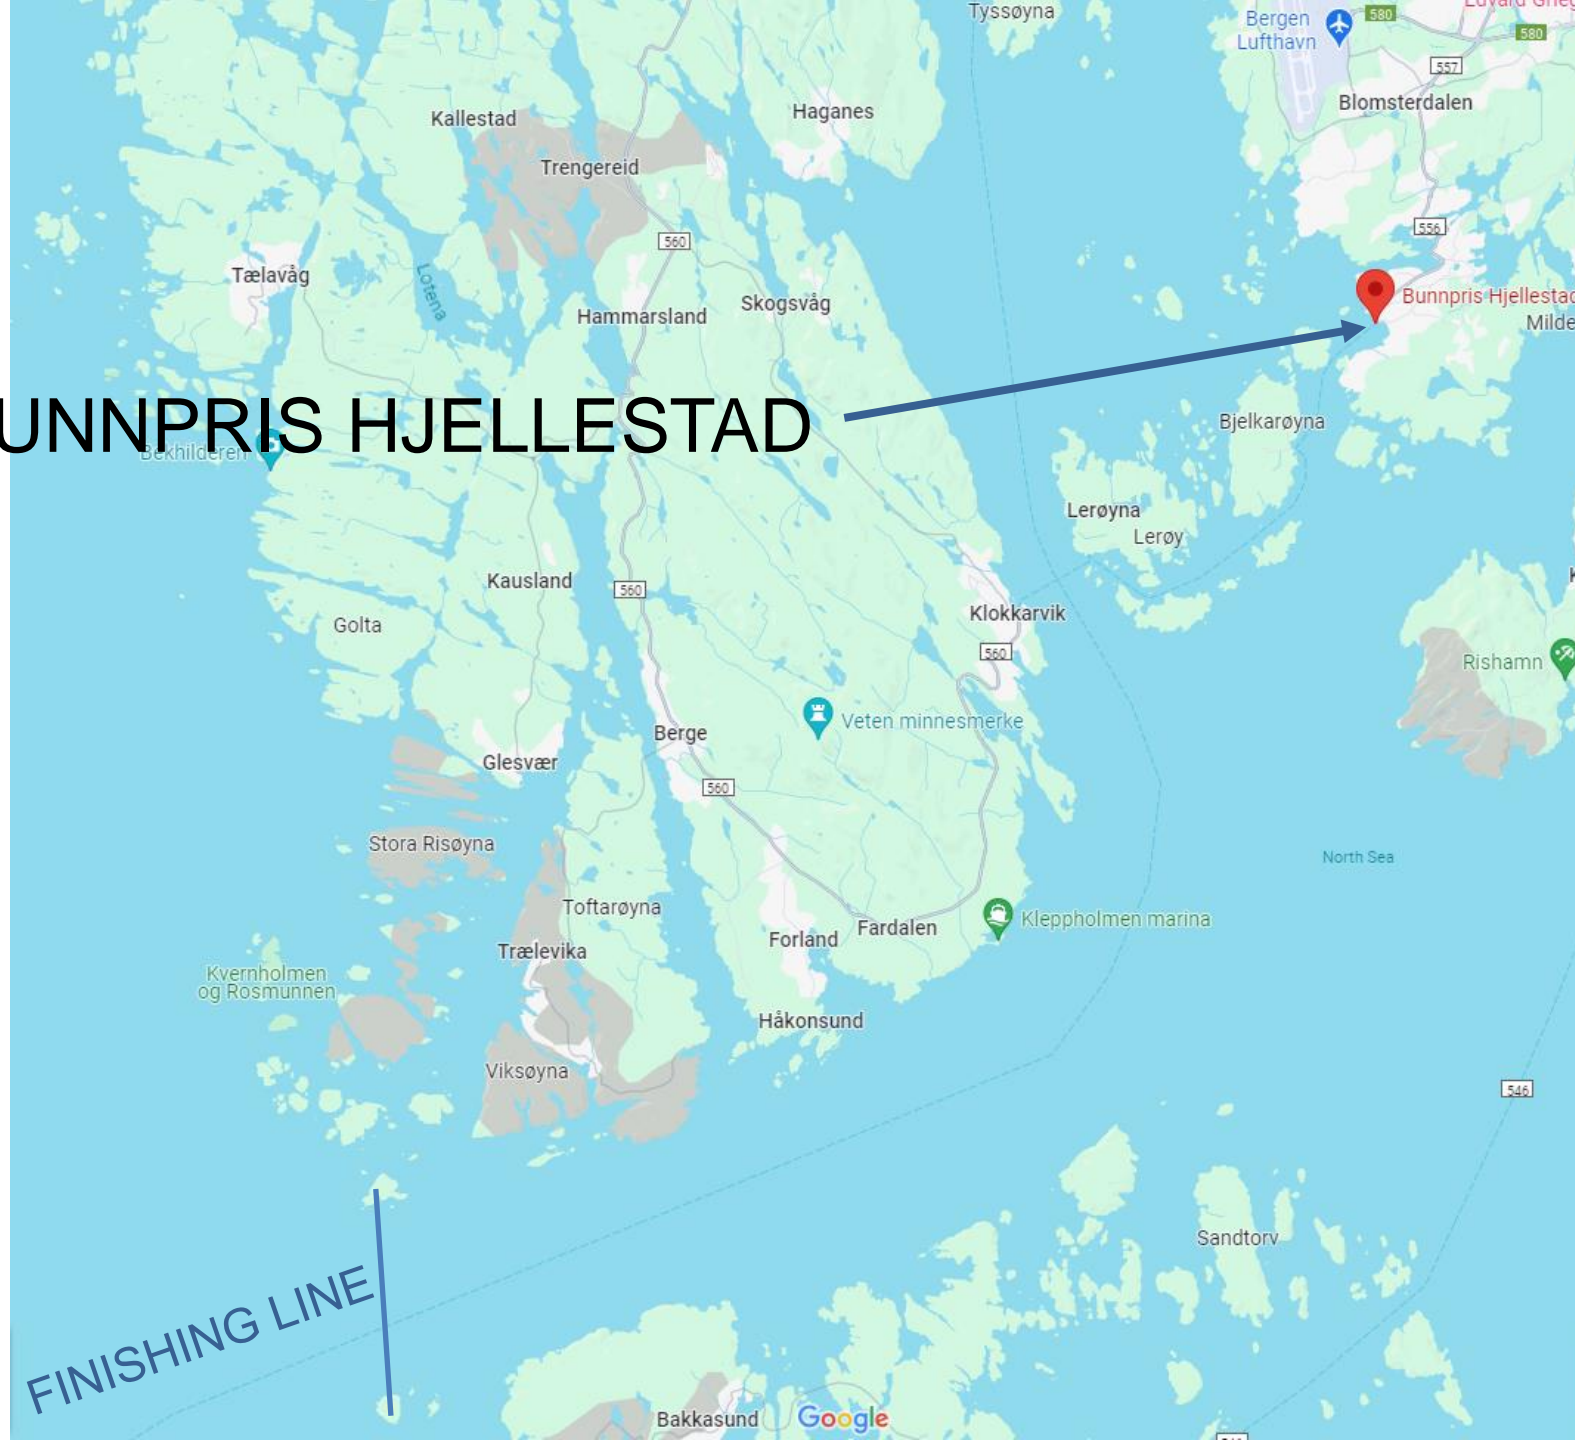 Tyssøyna
Bergen
Lufthavn
580
580
557
Blomsterdalen
Haganes
Kallestad
Trengereid
560
556
Tælavåg
Lotena
Hammarsland
Skogsvåg
Bunnpris Hjellestad
Milde
UNNPRIS HJELLESTAD
Bekhilderen
Bjelkarøyna
Lerøyna
Lerøy
Kausland
560
Golta
Klokkarvik
560
Rishamn
Veten minnesmerke
Berge
Glesvær
560
Stora Risøyna
North Sea
Toftarøyna
Kleppholmen marina
Fardalen
Forland
Trælevika
Kvernholmen
og Rosmunnen
Håkonsund
Viksøyna
546
Sandtorv
FINISHING LINE
Bakkasund
Google